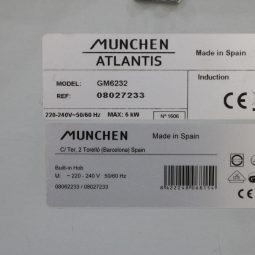 MUNCHEN
ATLANTIS
Made in Spain
MODEL: GM6232
REF: 08027233
Induction
220-240V~50/60 Hz MAX: 6 kW Nº 1606
CE
MUNCHEN
Made in Spain
C/ Ter, 2 Torelló (Barcelona) Spain
Built-in Hob
U: ~ 220 - 240 V 50/60 Hz
08062233 / 08027233